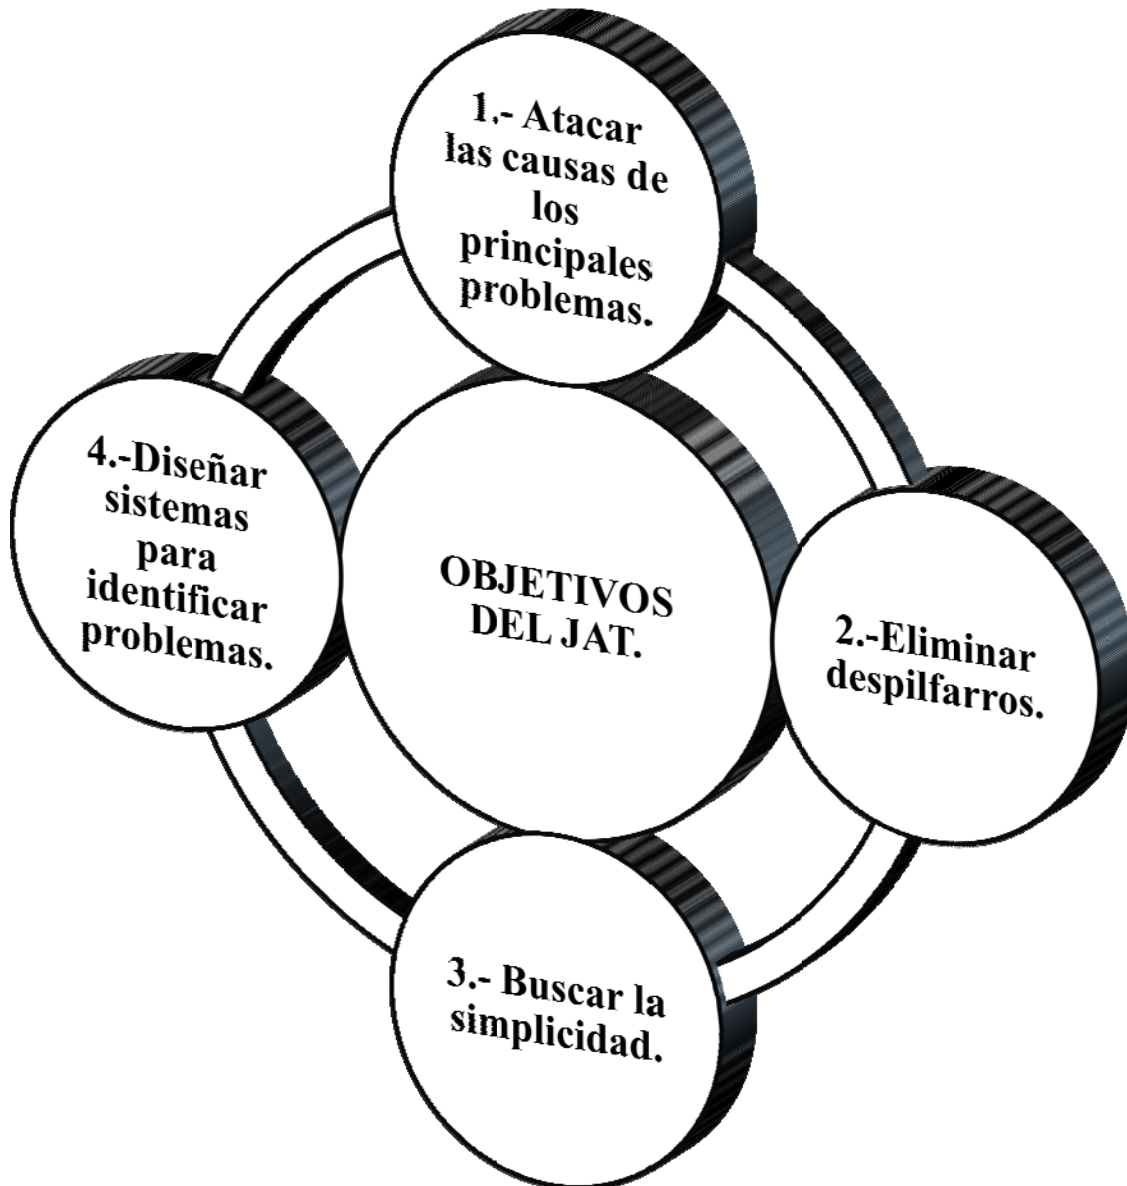 1.- Atacar
las causas de
los
principales
problemas.
4.-Diseñar
sistemas
para
identificar
problemas.
OBJETIVOS
DEL JAT.
2.-Eliminar
despilfarros.
3.- Buscar la
simplicidad.